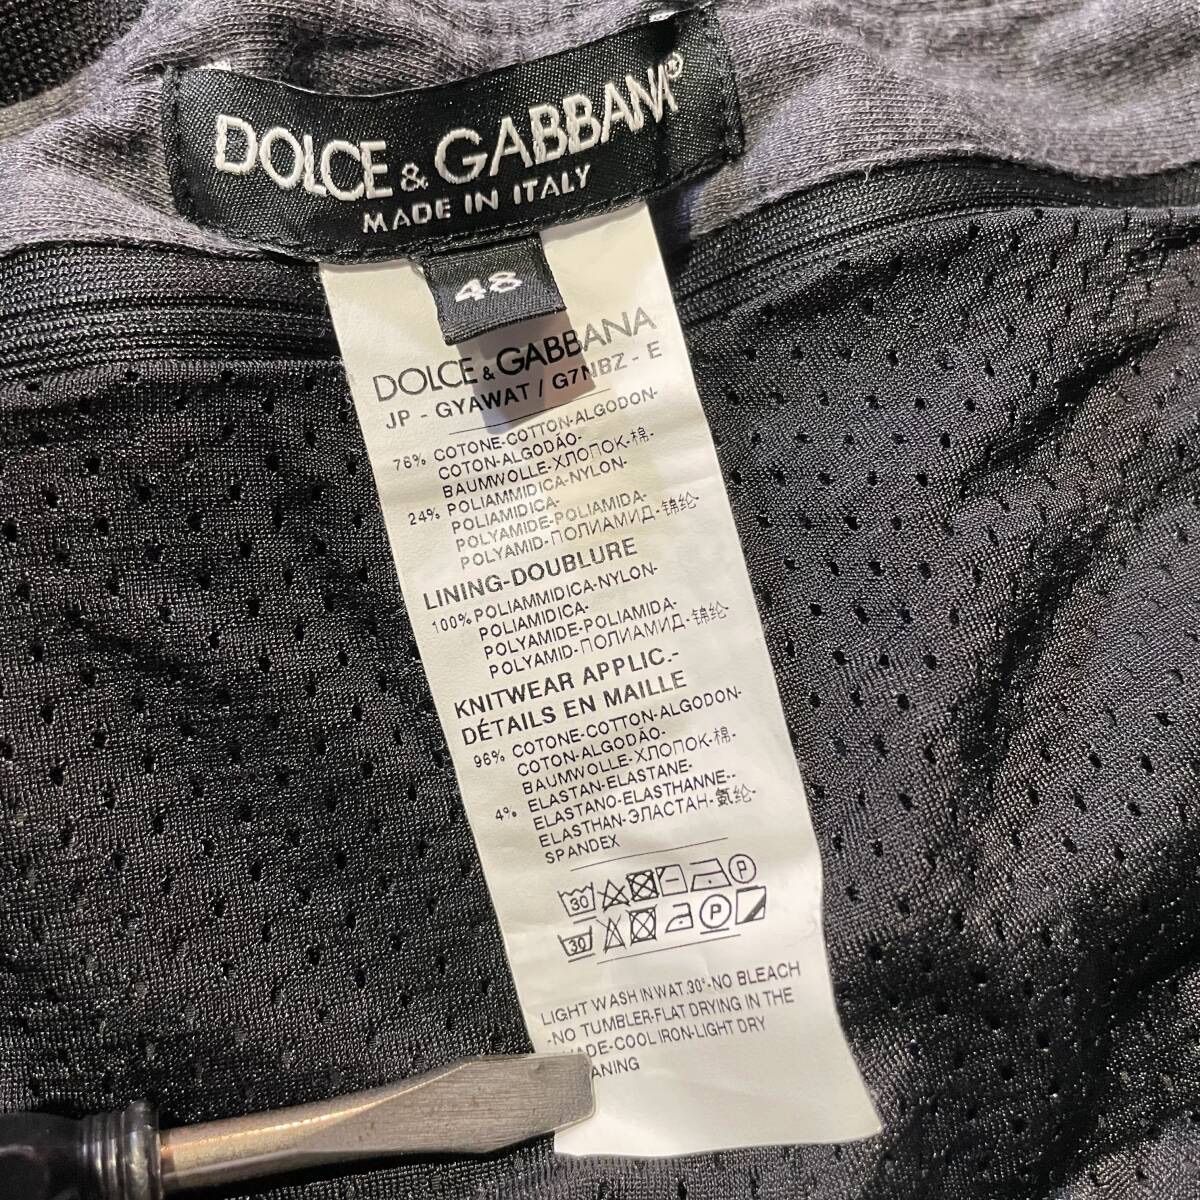 DOLCE & GABBANA®
MADE IN ITALY
48
DOLCE & GABBANA
JP - GYAWAT / G7NBZ - E
76% COTONE-COTTON-ALGODON-
COTON-ALGODÃO-
BAUMWOLLE-ХЛОПОК-棉-
24% POLIAMMIDICA-NYLON-
POLIAMIDICA-
POLYAMIDE-POLIAMIDA-
POLYAMID-ПОЛИАМИД-锦纶-
LINING-DOUBLURE
100% POLIAMMIDICA-NYLON-
POLIAMIDICA-
POLYAMIDE-POLIAMIDA-
POLYAMID-ПОЛИАМИД-锦纶-
KNITWEAR APPLIC.-
DÉTAILS EN MAILLE
96% COTONE-COTTON-ALGODON-
COTON-ALGODÃO-
BAUMWOLLE-ХЛОПОК-棉-
4% ELASTAN-ELASTANE-
ELASTANO-ELASTHANNE--
ELASTHAN-ЭЛАСТАН-氨纶-
SPANDEX
30 P
30 P
LIGHT WASH IN WAT.30°-NO BLEACH
-NO TUMBLER-FLAT DRYING IN THE
-COOL IRON-LIGHT DRY